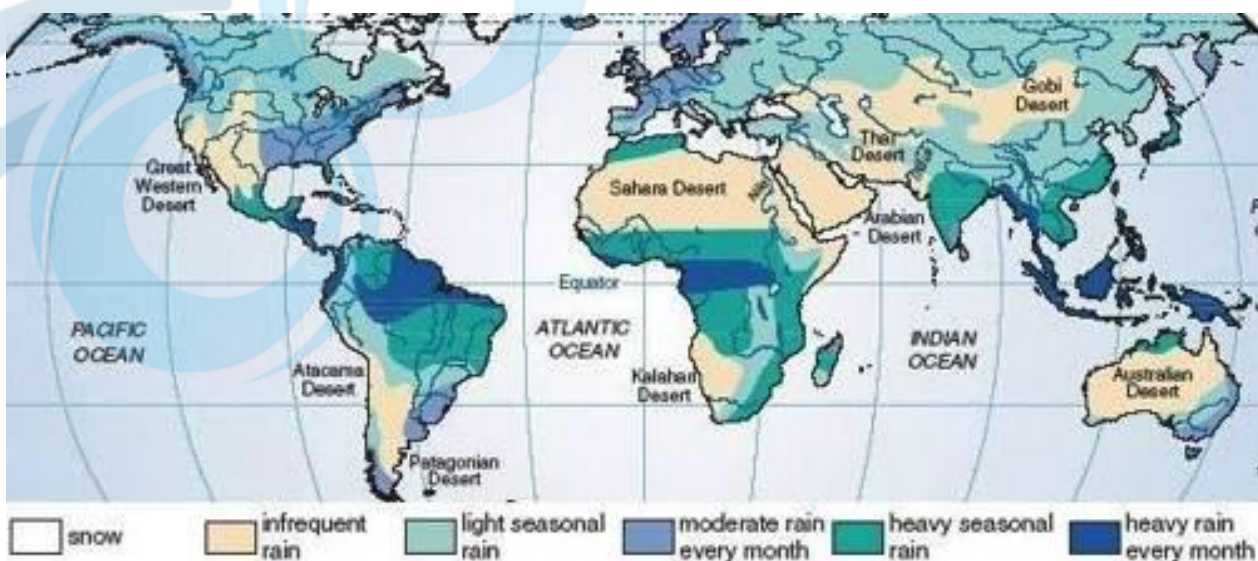 Gobi
Desert
Thar
Desert
Great
Western
Desert
Sahara Desert
Nile
Arabian
Desert
Equator
PACIFIC
OCEAN
ATLANTIC
OCEAN
INDIAN
OCEAN
Atacama
Desert
Kalahari
Desert
Australian
Desert
Patagonian
Desert
snow
infrequent
rain
light seasonal
rain
moderate rain
every month
heavy seasonal
rain
heavy rain
every month